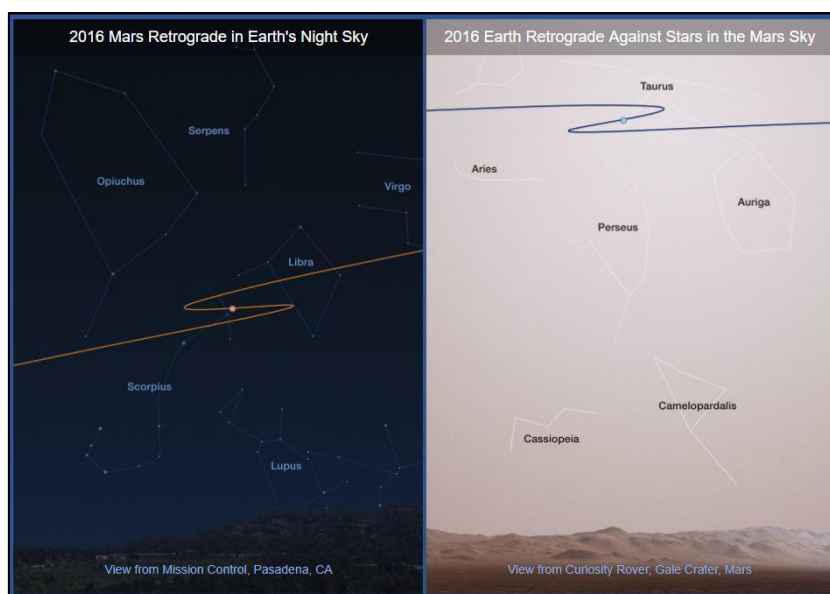 2016 Mars Retrograde in Earth's Night Sky
Serpens
Opiuchus
Virgo
Libra
Scorpius
Lupus
View from Mission Control, Pasadena, CA
2016 Earth Retrograde Against Stars in the Mars Sky
Taurus
Aries
Auriga
Perseus
Camelopardalis
Cassiopeia
View from Curiosity Rover, Gale Crater, Mars